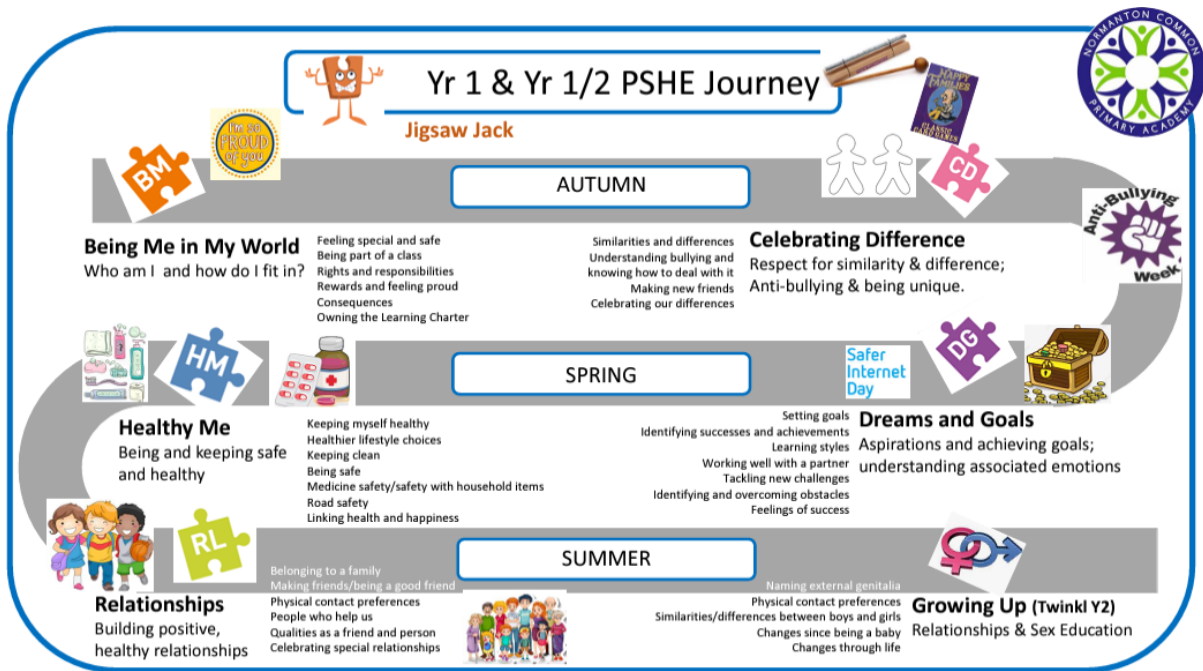 Yr 1 & Yr 1/2 PSHE Journey
Jigsaw Jack
NORMANTON COMMON
PRIMARY ACADEMY
HAPPY
FAMILIES
CLASSIC
CARD GAMES
I'm so
PROUD
of you
BM
AUTUMN
CD
Anti-Bullying
Week
Being Me in My World
Who am I and how do I fit in?
Feeling special and safe
Being part of a class
Rights and responsibilities
Rewards and feeling proud
Consequences
Owning the Learning Charter
Similarities and differences
Understanding bullying and
knowing how to deal with it
Making new friends
Celebrating our differences
Celebrating Difference
Respect for similarity & difference;
Anti-bullying & being unique.
HM
SPRING
Safer
Internet
Day
DG
Healthy Me
Being and keeping safe
and healthy
Keeping myself healthy
Healthier lifestyle choices
Keeping clean
Being safe
Medicine safety/safety with household items
Road safety
Linking health and happiness
Setting goals
Identifying successes and achievements
Learning styles
Working well with a partner
Tackling new challenges
Identifying and overcoming obstacles
Feelings of success
Dreams and Goals
Aspirations and achieving goals;
understanding associated emotions
RL
SUMMER
Relationships
Building positive,
healthy relationships
Belonging to a family
Making friends/being a good friend
Physical contact preferences
People who help us
Qualities as a friend and person
Celebrating special relationships
Naming external genitalia
Physical contact preferences
Similarities/differences between boys and girls
Changes since being a baby
Changes through life
Growing Up (Twinkl Y2)
Relationships & Sex Education